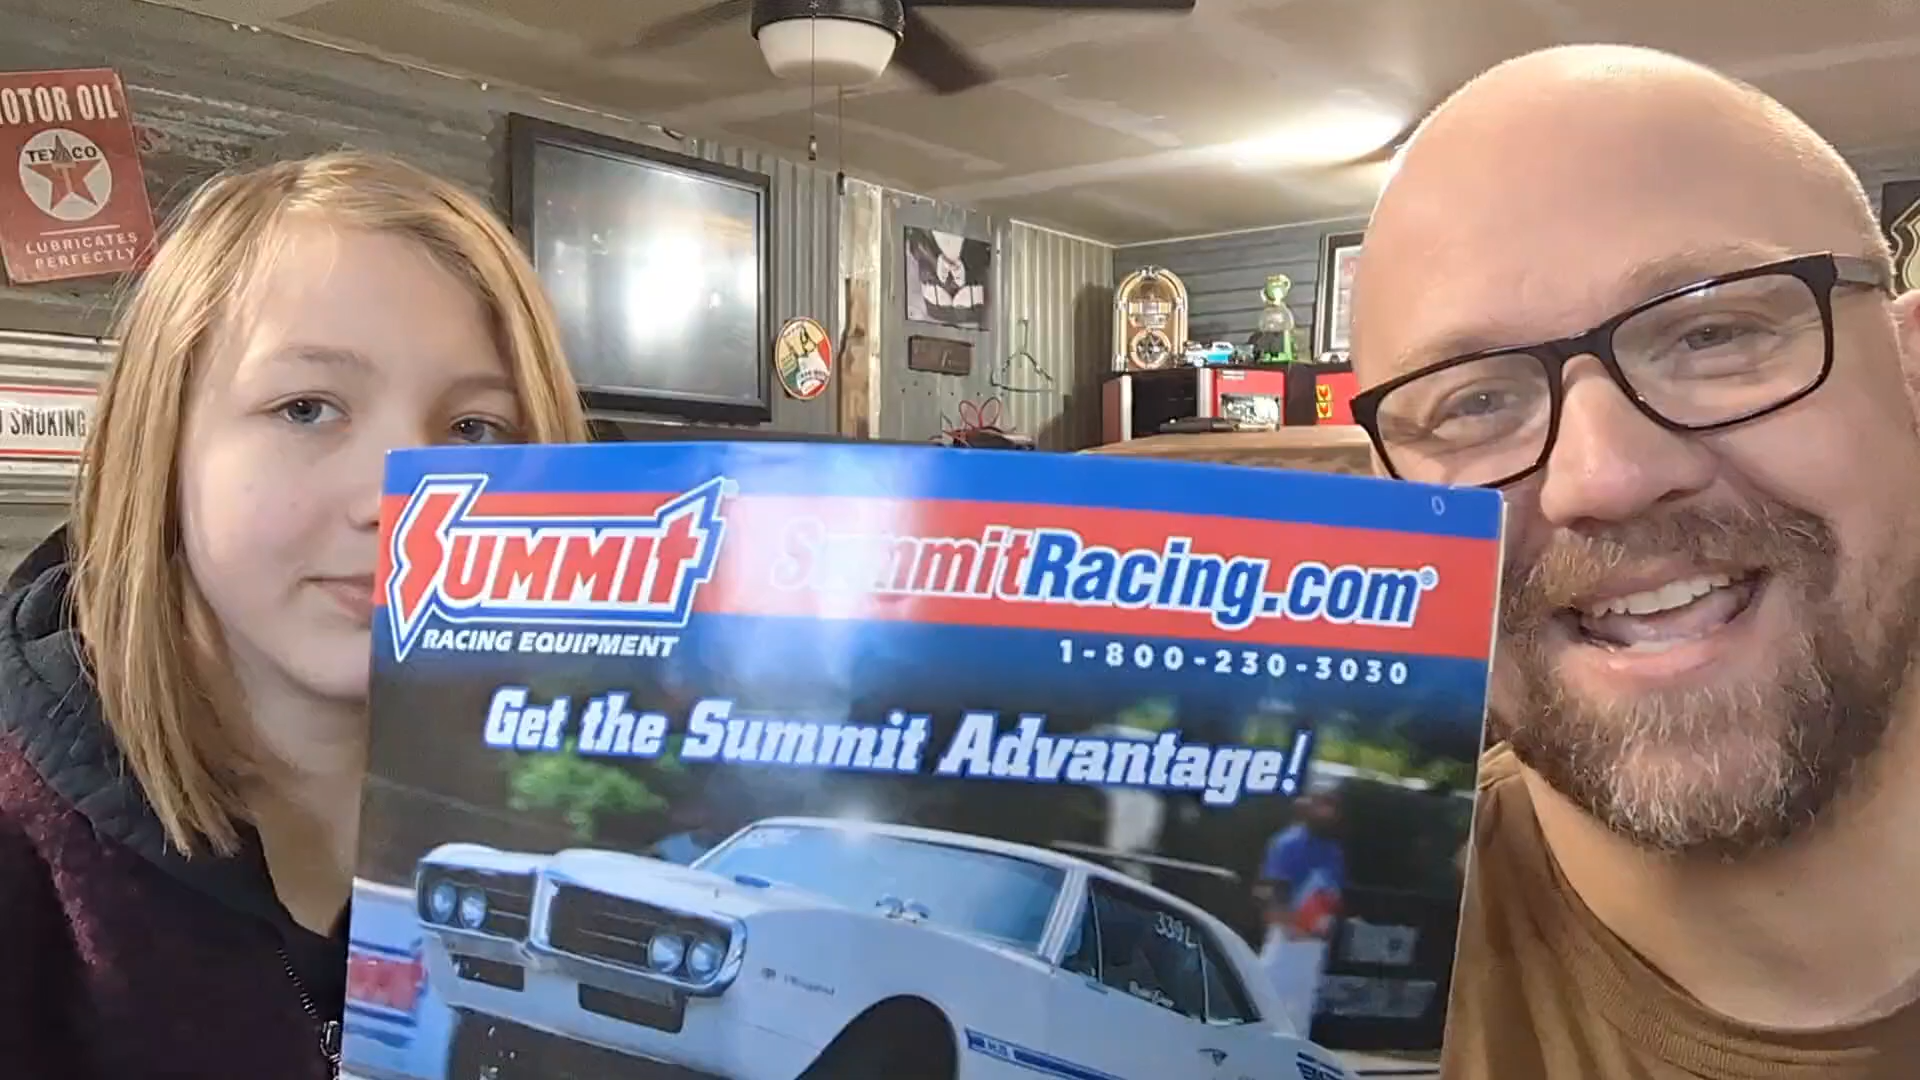 MOTOR OIL
TEXACO
T
LUBRICATES
PERFECTLY
SMOKING
SUMMIT
RACING EQUIPMENT
SummitRacing.com
1-800-230-3030
Get the Summit Advantage!
339L